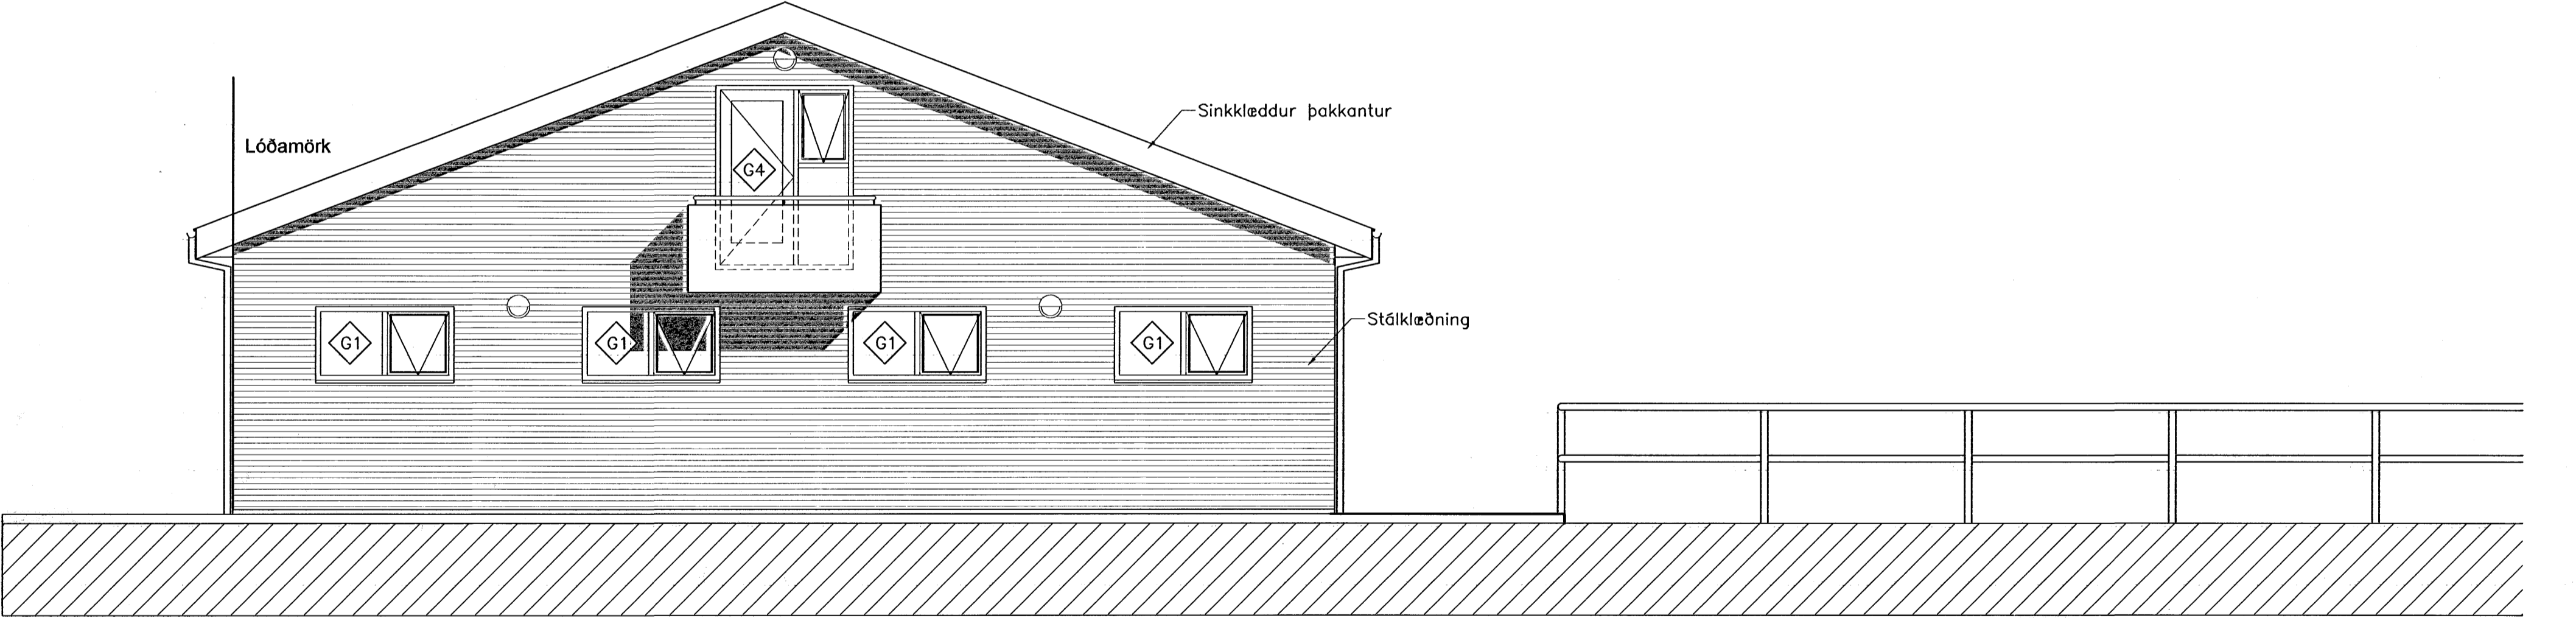 Sinkklæddur þakkantur
Lóðamörk
G4
Stálklæðning
G1
G1
G1
G1